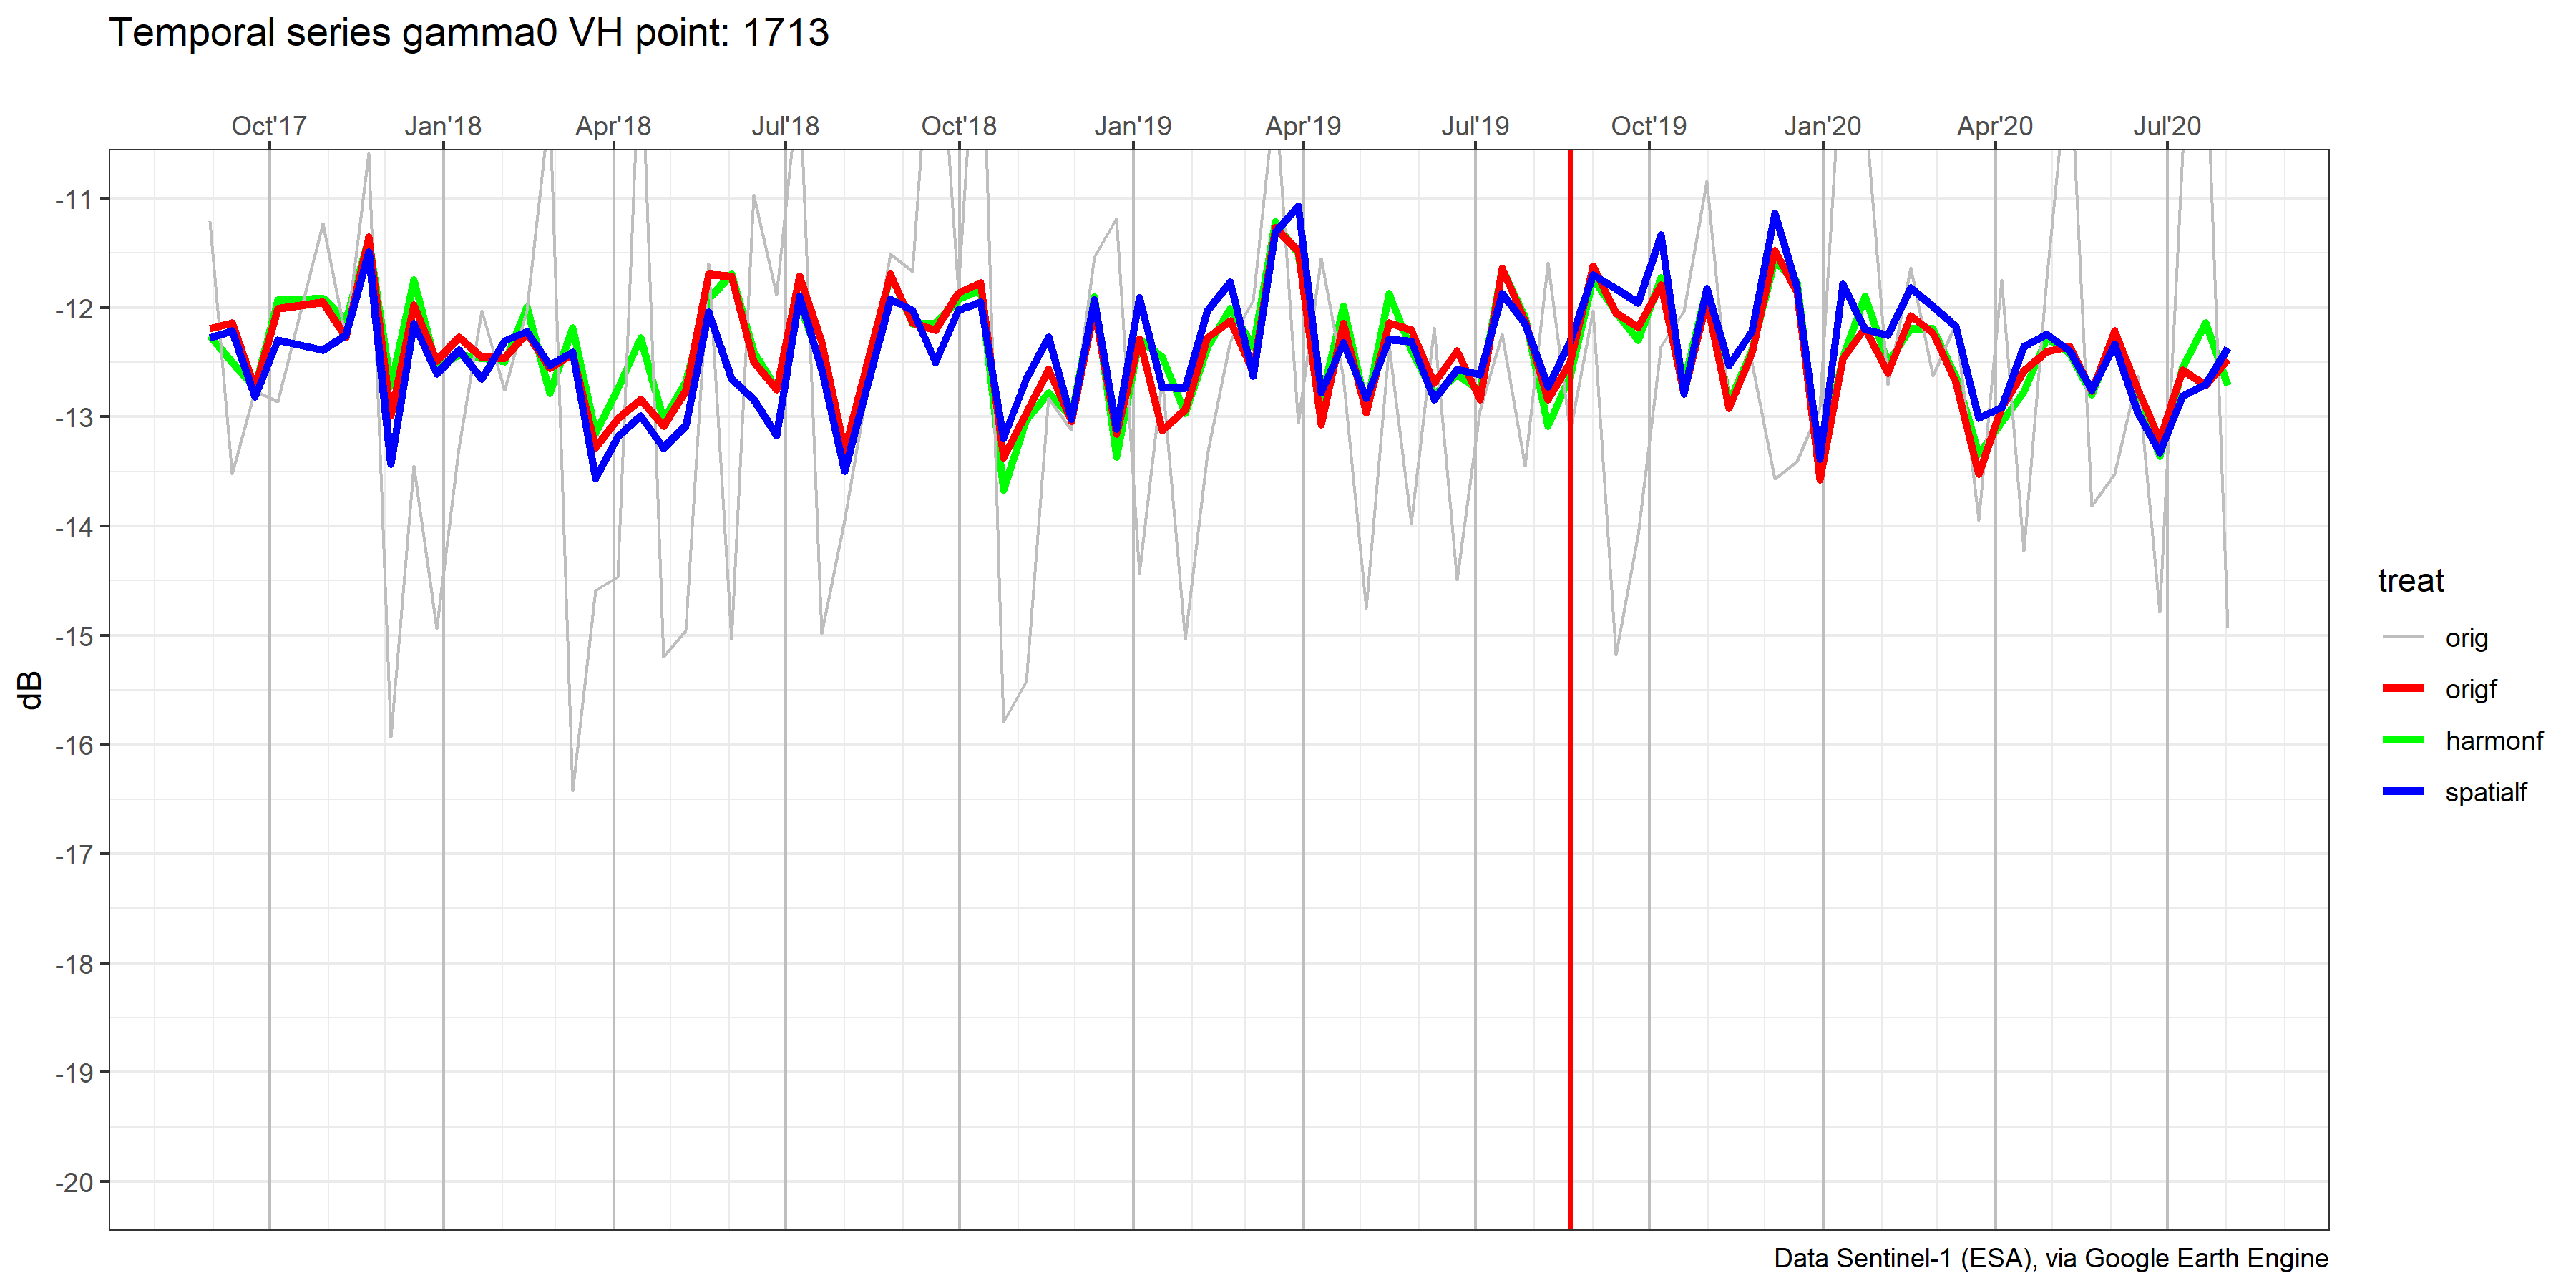 Temporal series gamma0 VH point: 1713
Oct'17 Jan'18 Apr'18 Jul'18 Oct'18 Jan'19 Apr'19 Jul'19 Oct'19 Jan'20 Apr'20 Jul'20
-11
-12
-13
-14
-15
-16
-17
-18
-19
-20
dB
treat
orig
origf
harmonf
spatialf
Data Sentinel-1 (ESA), via Google Earth Engine